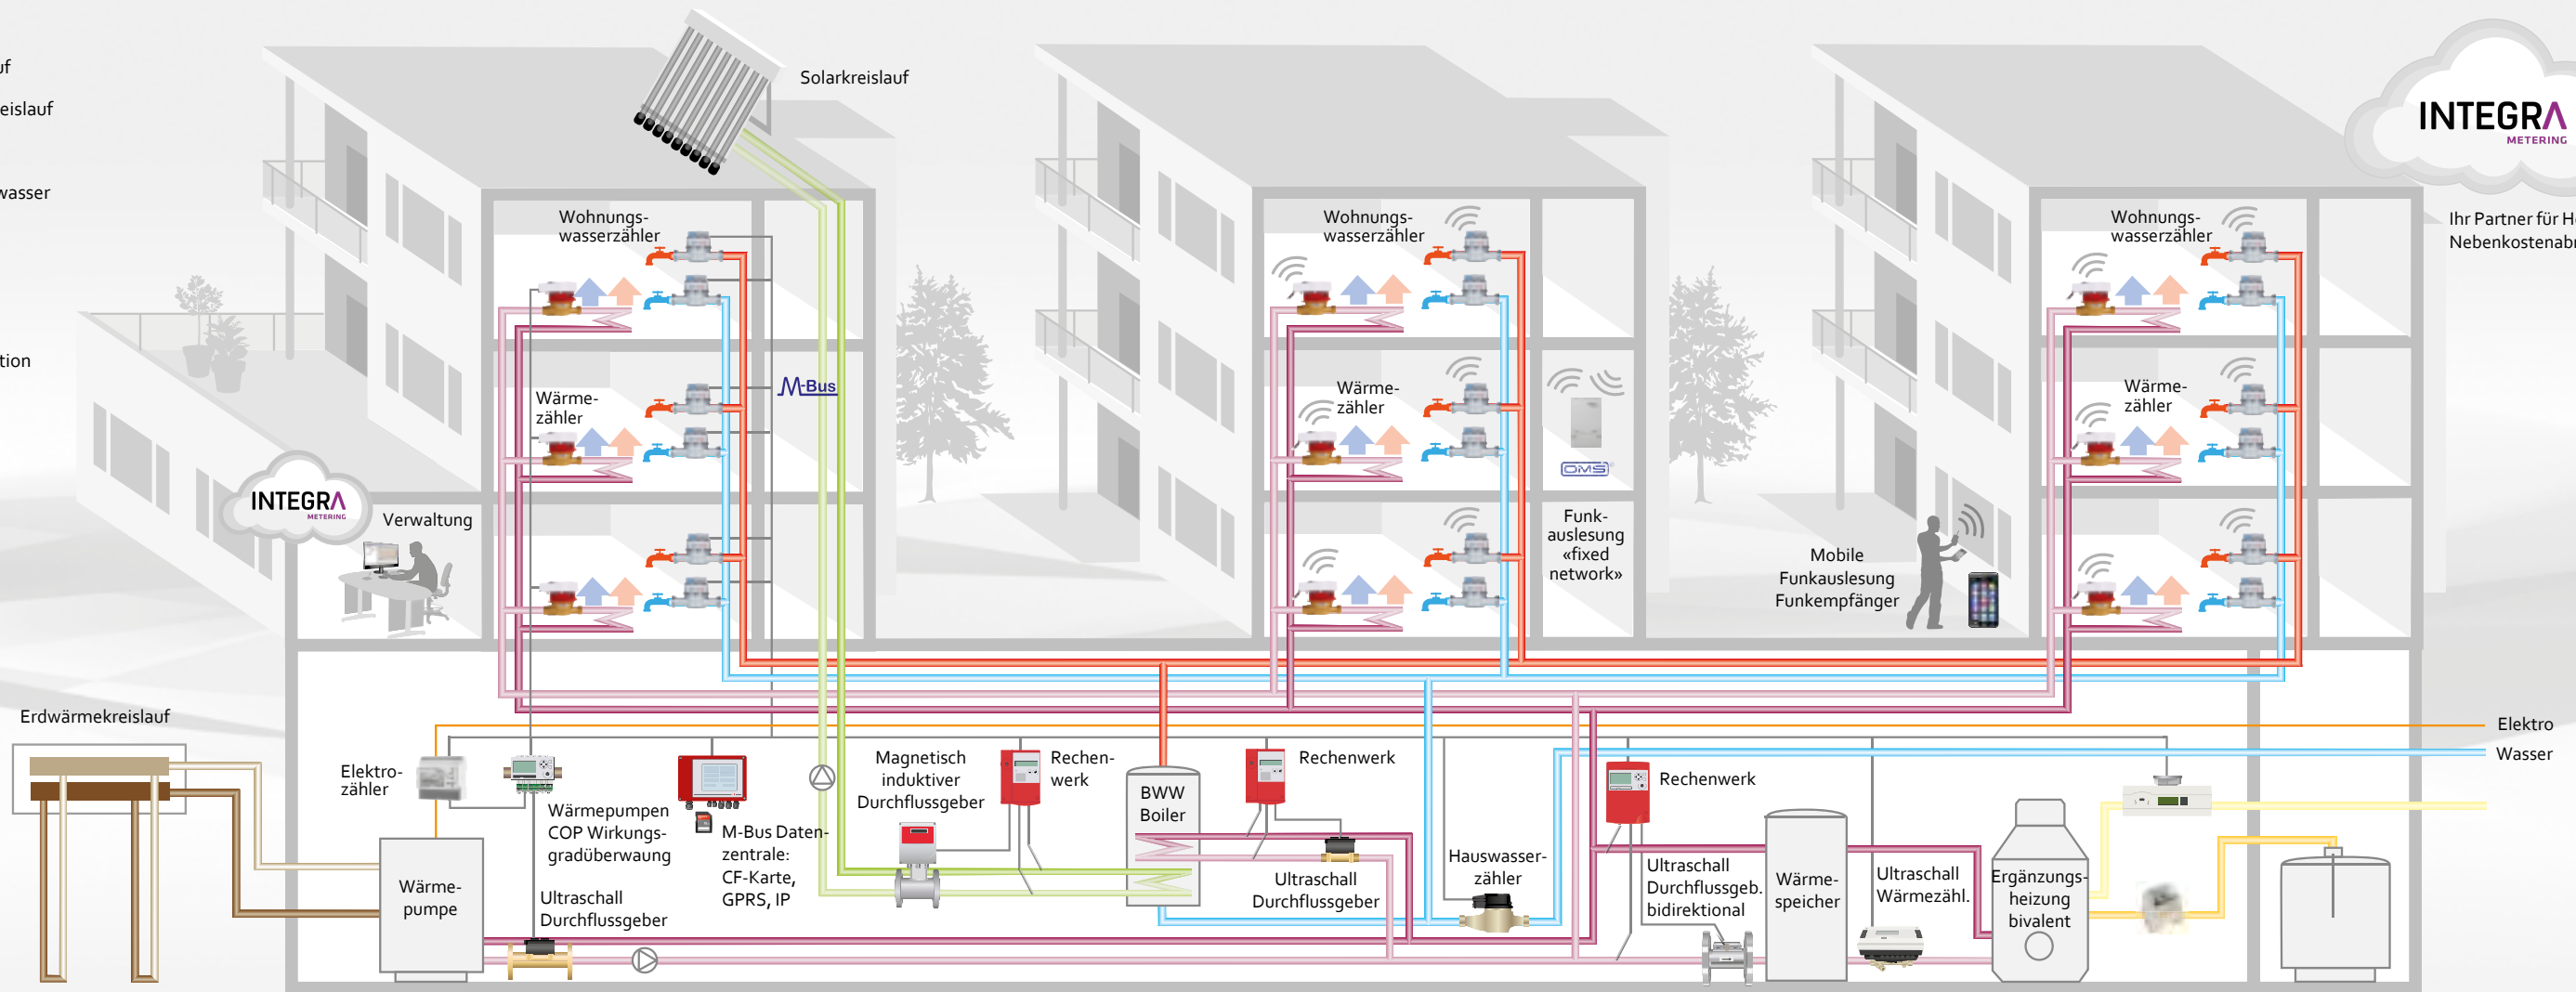 uf
eislauf
wasser
tion
Solarkreislauf
INTEGRA
METERING
Ihr Partner für H
Nebenkostenab
Wohnungs-
wasserzähler
Wärme-
zähler
M-Bus
Wohnungs-
wasserzähler
Wärme-
zähler
OMS
Funk-
auslesung
«fixed
network»
Wohnungs-
wasserzähler
Wärme-
zähler
Mobile
Funkauslesung
Funkempfänger
INTEGRA
METERING
Verwaltung
Erdwärmekreislauf
Elektro
Wasser
Elektro-
zähler
Wärmepumpen
COP Wirkungs-
gradüberwaung
M-Bus Daten-
zentrale:
CF-Karte,
GPRS, IP
Magnetisch
induktiver
Durchflussgeber
Rechen-
werk
BWW
Boiler
Rechenwerk
Rechenwerk
Wärme-
pumpe
Ultraschall
Durchflussgeber
Ultraschall
Durchflussgeber
Hauswasser-
zähler
Ultraschall
Durchflussgeb.
bidirektional
Wärme-
speicher
Ultraschall
Wärmezähl.
Ergänzungs-
heizung
bivalent